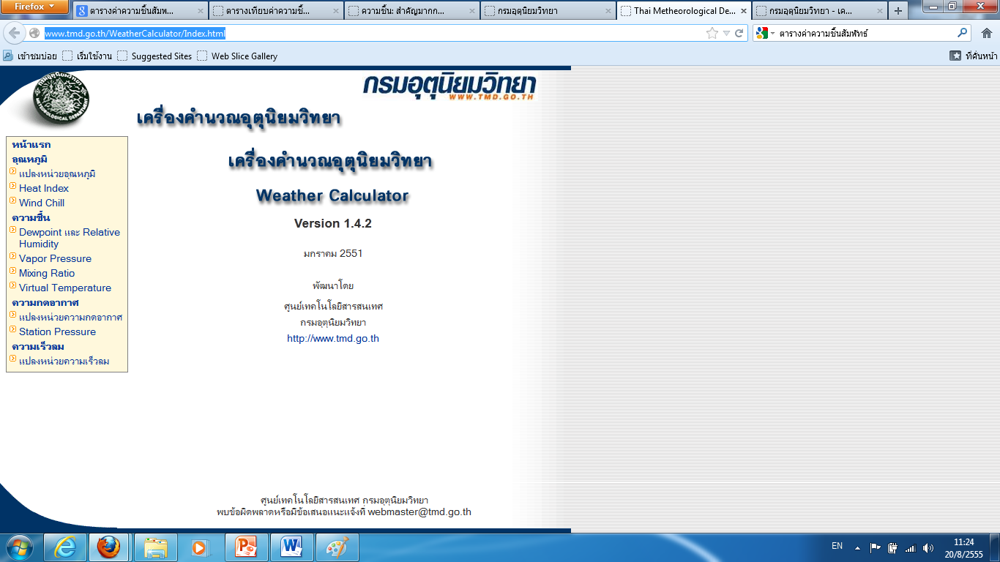 Firefox
ตารางค่าความชื้นสัมพ...
ตารางเทียบค่าความชื้...
ความชื้น: สำคัญมากก...
กรมอุตุนิยมวิทยา
Thai Metheorological De...
กรมอุตุนิยมวิทยา - เค...
www.tmd.go.th/WeatherCalculator/Index.html
ตารางค่าความชื้นสัมพัทธ์
เข้าชมบ่อย
เริ่มใช้งาน
Suggested Sites
Web Slice Gallery
ที่คั่นหน้า
METEOROLOGICAL DEPARTMENT
กรมอุตุนิยมวิทยา
WWW.TMD.GO.TH
เครื่องคำนวณอุตุนิยมวิทยา
หน้าแรก
อุณหภูมิ
แปลงหน่วยอุณหภูมิ
Heat Index
Wind Chill
ความชื้น
Dewpoint และ Relative
Humidity
Vapor Pressure
Mixing Ratio
Virtual Temperature
ความกดอากาศ
แปลงหน่วยความกดอากาศ
Station Pressure
ความเร็วลม
แปลงหน่วยความเร็วลม
เครื่องคำนวณอุตุนิยมวิทยา
Weather Calculator
Version 1.4.2
มกราคม 2551
พัฒนาโดย
ศูนย์เทคโนโลยีสารสนเทศ
กรมอุตุนิยมวิทยา
http://www.tmd.go.th
ศูนย์เทคโนโลยีสารสนเทศ กรมอุตุนิยมวิทยา
พบข้อผิดพลาดหรือมีข้อเสนอแนะแจ้งที่ webmaster@tmd.go.th
EN
11:24
20/8/2555